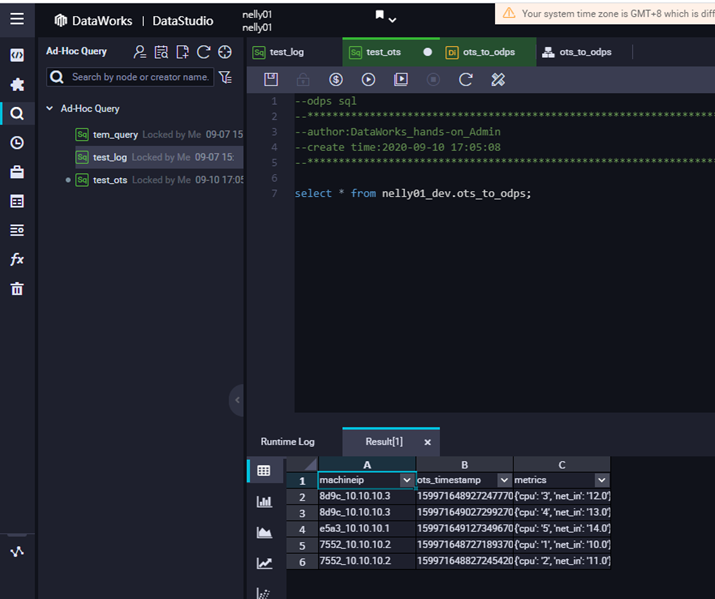 DataWorks | DataStudio
nelly01
nelly01
Your system time zone is GMT+8 which is diff
Ad-Hoc Query
Search by node or creator name.
Ad-Hoc Query
Sq tem_query Locked by Me 09-07 15
Sq test_log Locked by Me 09-07 15:
Sq test_ots Locked by Me 09-10 17:05
fx
Sq test_log
Sq test_ots
DI ots_to_odps
ots_to_odps
1 --odps sql
2 --********************************************************************
3 --author:DataWorks_hands-on_Admin
4 --create time:2020-09-10 17:05:08
5 --********************************************************************
6
7 select * from nelly01_dev.ots_to_odps;
Runtime Log
Result[1] ×
A B C
1 machineip ots_timestamp metrics
2 8d9c_10.10.10.3 159971648927247770 {'cpu': '3', 'net_in': '12.0'}
3 8d9c_10.10.10.3 159971649027299270 {'cpu': '4', 'net_in': '13.0'}
4 e5a3_10.10.10.1 159971649127349670 {'cpu': '5', 'net_in': '14.0'}
5 7552_10.10.10.2 159971648727189370 {'cpu': '1', 'net_in': '10.0'}
6 7552_10.10.10.2 159971648827245420 {'cpu': '2', 'net_in': '11.0'}